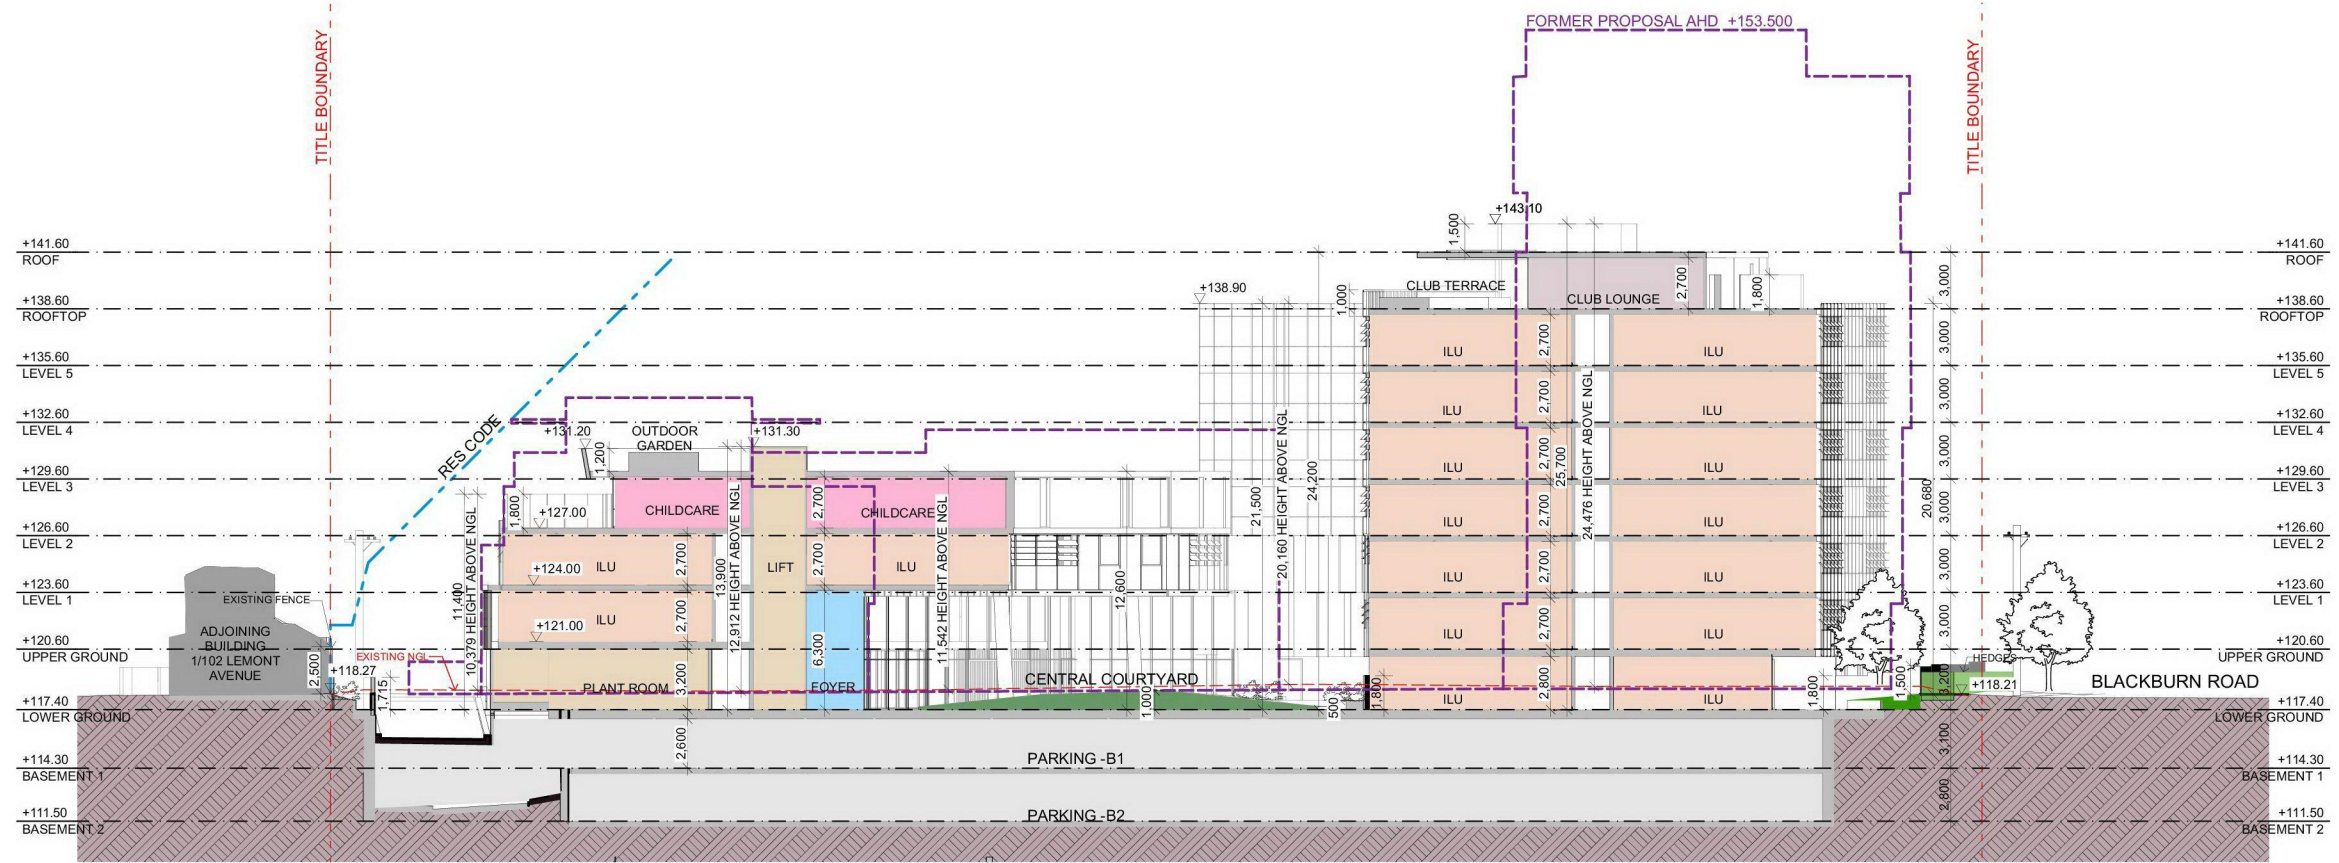 FORMER PROPOSAL AHD +153.500
TITLE BOUNDARY
TITLE BOUNDARY
+143.10
1,500
+141.60
ROOF
+141.60
ROOF
CLUB TERRACE
CLUB LOUNGE
2,700
1,800
3,000
+138.90
1,000
+138.60
ROOFTOP
+138.60
ROOFTOP
ILU
2,700
ILU
3,000
+135.60
LEVEL 5
+135.60
LEVEL 5
ILU
2,700
ILU
3,000
+132.60
LEVEL 4
+132.60
LEVEL 4
RES CODE
+131.20
OUTDOOR
GARDEN
+131.30
1,200
ILU
2,700
25,700
24,476 HEIGHT ABOVE NGL
ILU
3,000
+129.60
LEVEL 3
+129.60
LEVEL 3
21,500
20,160 HEIGHT ABOVE NGL
24,200
20,680
1,800
+127.00
CHILDCARE
2,700
CHILDCARE
ILU
2,700
ILU
3,000
+126.60
LEVEL 2
+126.60
LEVEL 2
11,400
10,379 HEIGHT ABOVE NGL
ILU
2,700
13,900
12,912 HEIGHT ABOVE NGL
LIFT
2,700
ILU
11,542 HEIGHT ABOVE NGL
12,600
+124.00
ILU
2,700
ILU
3,000
+123.60
LEVEL 1
+123.60
LEVEL 1
EXISTING FENCE
ILU
2,700
+121.00
ILU
2,700
ILU
3,000
ADJOINING
BUILDING
1/102 LEMONT
AVENUE
+120.60
UPPER GROUND
+120.60
UPPER GROUND
EXISTING NGL
2,500
+118.27
1,715
PLANT ROOM
3,200
6,300
FOYER
CENTRAL COURTYARD
1,000
500
1,800
ILU
2,800
ILU
1,800
1,500
HEDGES
3,200
+118.21
BLACKBURN ROAD
+117.40
LOWER GROUND
+117.40
LOWER GROUND
2,600
3,100
PARKING -B1
+114.30
BASEMENT 1
+114.30
BASEMENT 1
2,800
PARKING -B2
+111.50
BASEMENT 2
+111.50
BASEMENT 2